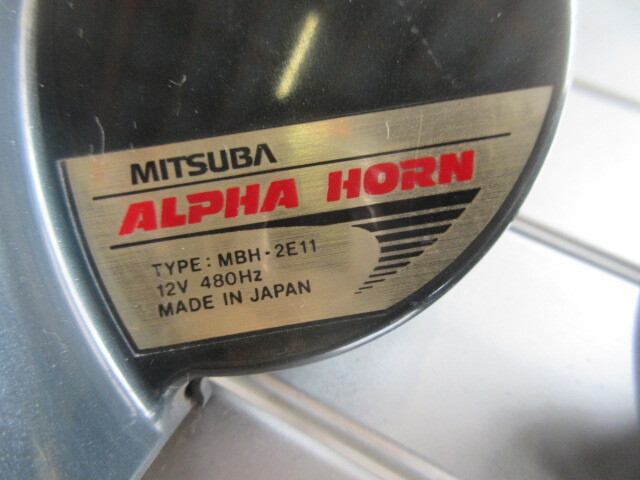 MITSUBA
ALPHA HORN
TYPE: MBH-2E11
12V 480Hz
MADE IN JAPAN